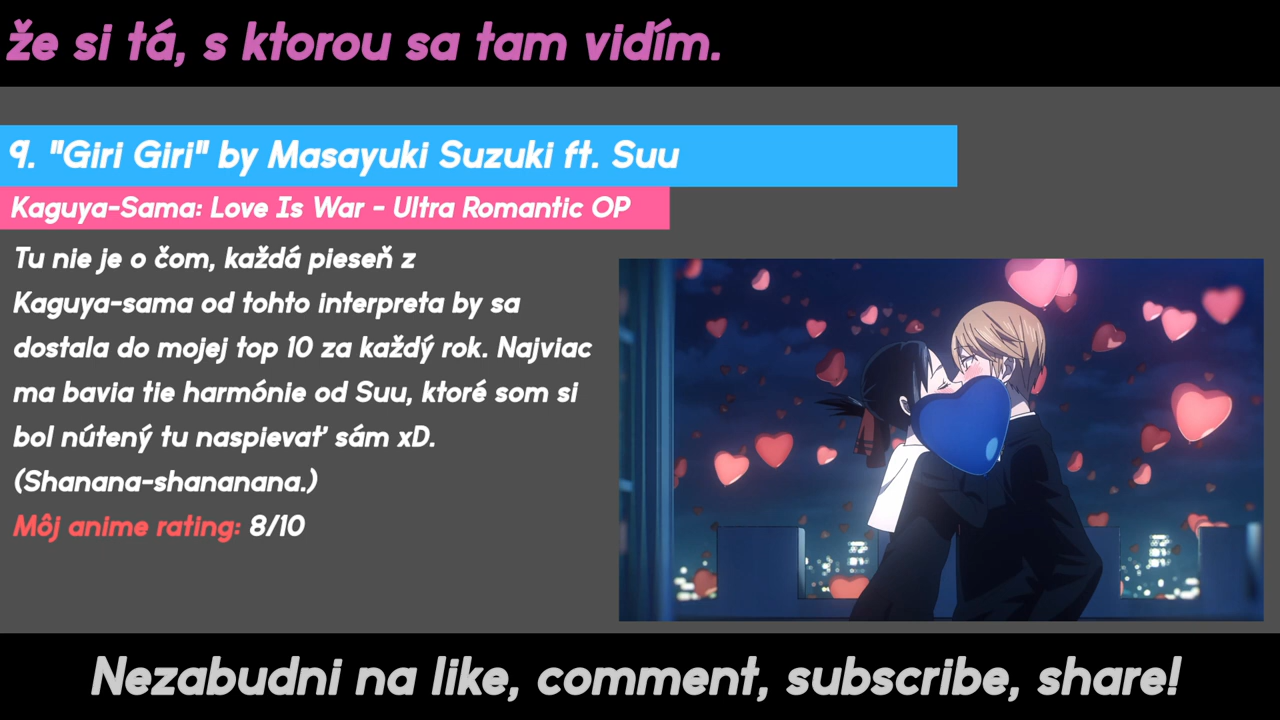 že si tá, s ktorou sa tam vidím.
9. "Giri Giri" by Masayuki Suzuki ft. Suu
Kaguya-Sama: Love Is War - Ultra Romantic OP
Tu nie je o čom, každá pieseň z
Kaguya-sama od tohto interpreta by sa
dostala do mojej top 10 za každý rok. Najviac
ma bavia tie harmónie od Suu, ktoré som si
bol nútený tu naspievať sám xD.
(Shanana-shananana.)
Môj anime rating: 8/10
Nezabudni na like, comment, subscribe, share!